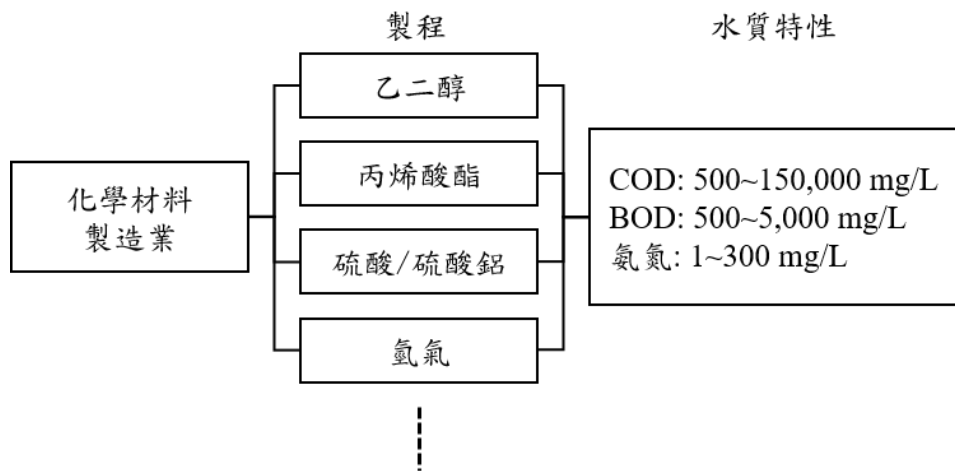 製程
水質特性
乙二醇
丙烯酸酯
硫酸/硫酸鋁
氫氣
化學材料
製造業
COD: 500~150,000 mg/L
BOD: 500~5,000 mg/L
氨氮: 1~300 mg/L